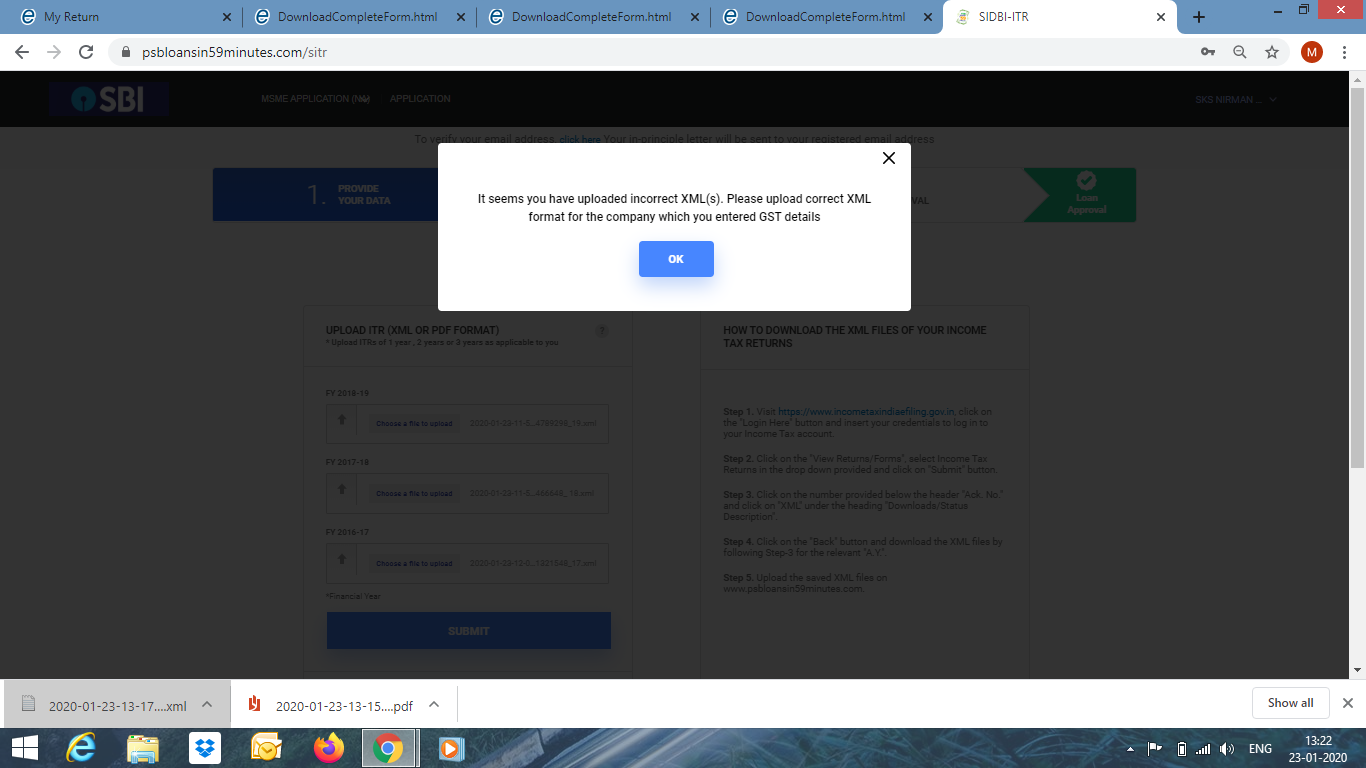 My Return
DownloadCompleteForm.html
DownloadCompleteForm.html
DownloadCompleteForm.html
SIDBI-ITR
psbloansin59minutes.com/sitr
M
SBI
MSME APPLICATION
APPLICATION
SKS NIRMAN ...
To verify your email address, click here Your in-principle letter will be sent to your registered email address
1. PROVIDE
YOUR DATA
Loan
Approval
It seems you have uploaded incorrect XML(s). Please upload correct XML
format for the company which you entered GST details
OK
UPLOAD ITR (XML OR PDF FORMAT)
?
* Upload ITRs of 1 year , 2 years or 3 years as applicable to you
FY 2018-19
Choose a file to upload 2020-01-23-11-5...4783293_19.xml
FY 2017-18
Choose a file to upload 2020-01-23-11-5...466648_ 18.xml
FY 2016-17
Choose a file to upload 2020-01-23-12-0...1321548_17.xml
*Financial Year
SUBMIT
HOW TO DOWNLOAD THE XML FILES OF YOUR INCOME
TAX RETURNS
Step 1. Visit https://www.incometaxindiaefiling.gov.in, click on
the "Login Here" button and insert your credentials to log in to
your Income Tax account.
Step 2. Click on the "View Returns/Forms", select Income Tax
Returns in the drop down provided and click on "Submit" button.
Step 3. Click on the number provided below the header "Ack. No."
and click on "XML" under the heading "Downloads/Status
Description".
Step 4. Click on the "Back" button and download the XML files by
following Step-3 for the relevant "A.Y.".
Step 5. Upload the saved XML files on
www.psbloansin59minutes.com.
2020-01-23-13-17....xml
2020-01-23-13-15....pdf
Show all
ENG
13:22
23-01-2020